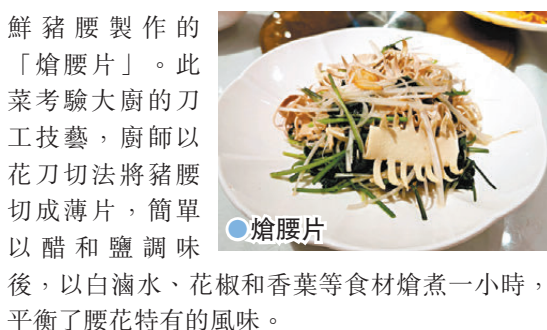 鮮豬腰製作的
「熗腰片」。此
菜考驗大廚的刀
工技藝，廚師以
花刀切法將豬腰
切成薄片，簡單
以醋和鹽調味
後，以白滷水、花椒和香葉等食材熗煮一小時，
平衡了腰花特有的風味。
熗腰片